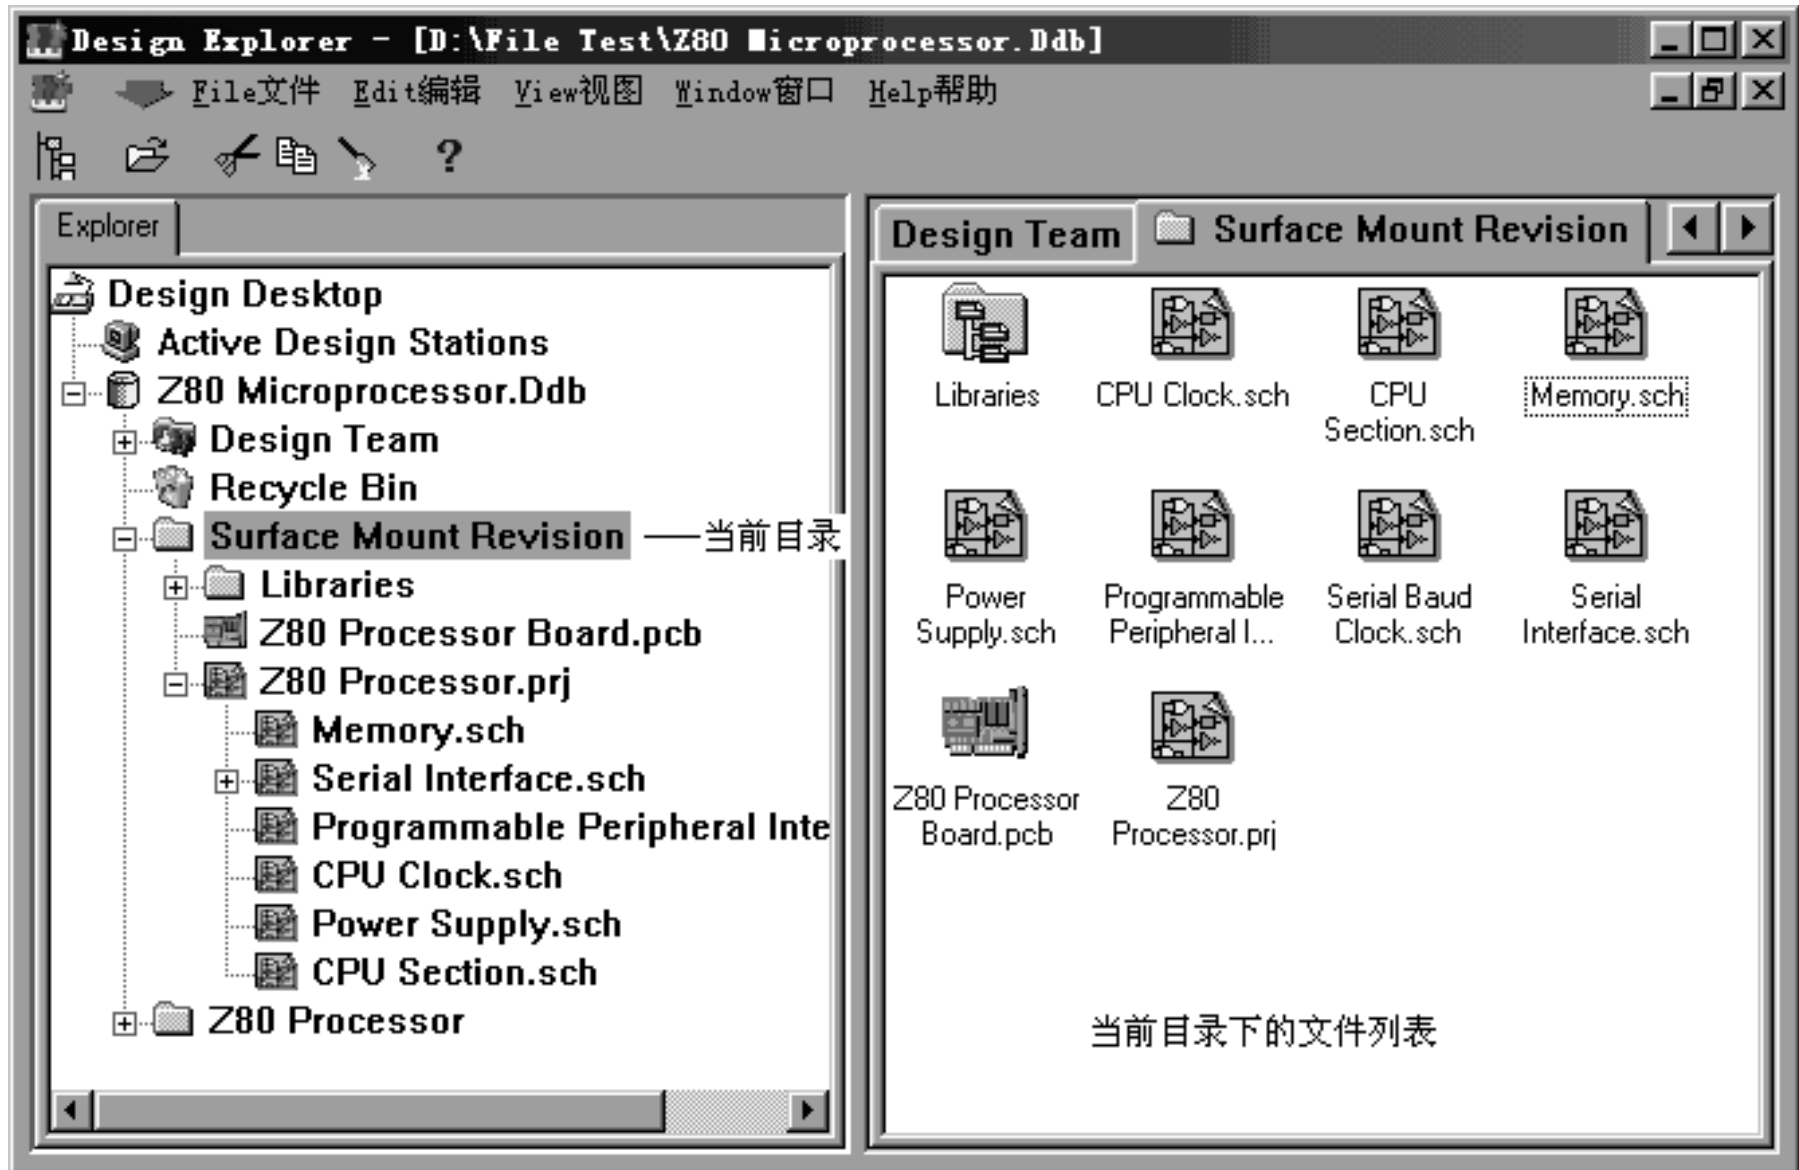 Design Explorer - [D:\File Test\Z80 Microprocessor.Ddb]
File文件 Edit编辑 View视图 Window窗口 Help帮助
?
Explorer
Design Desktop
Active Design Stations
Z80 Microprocessor.Ddb
Design Team
Recycle Bin
Surface Mount Revision —— 当前目录
Libraries
Z80 Processor Board.pcb
Z80 Processor.prj
Memory.sch
Serial Interface.sch
Programmable Peripheral Inte
CPU Clock.sch
Power Supply.sch
CPU Section.sch
Z80 Processor
Design Team
Surface Mount Revision
Libraries
CPU Clock.sch
CPU
Section.sch
Memory.sch
Power
Supply.sch
Programmable
Peripheral I...
Serial Baud
Clock.sch
Serial
Interface.sch
Z80 Processor
Board.pcb
Z80
Processor.prj
当前目录下的文件列表